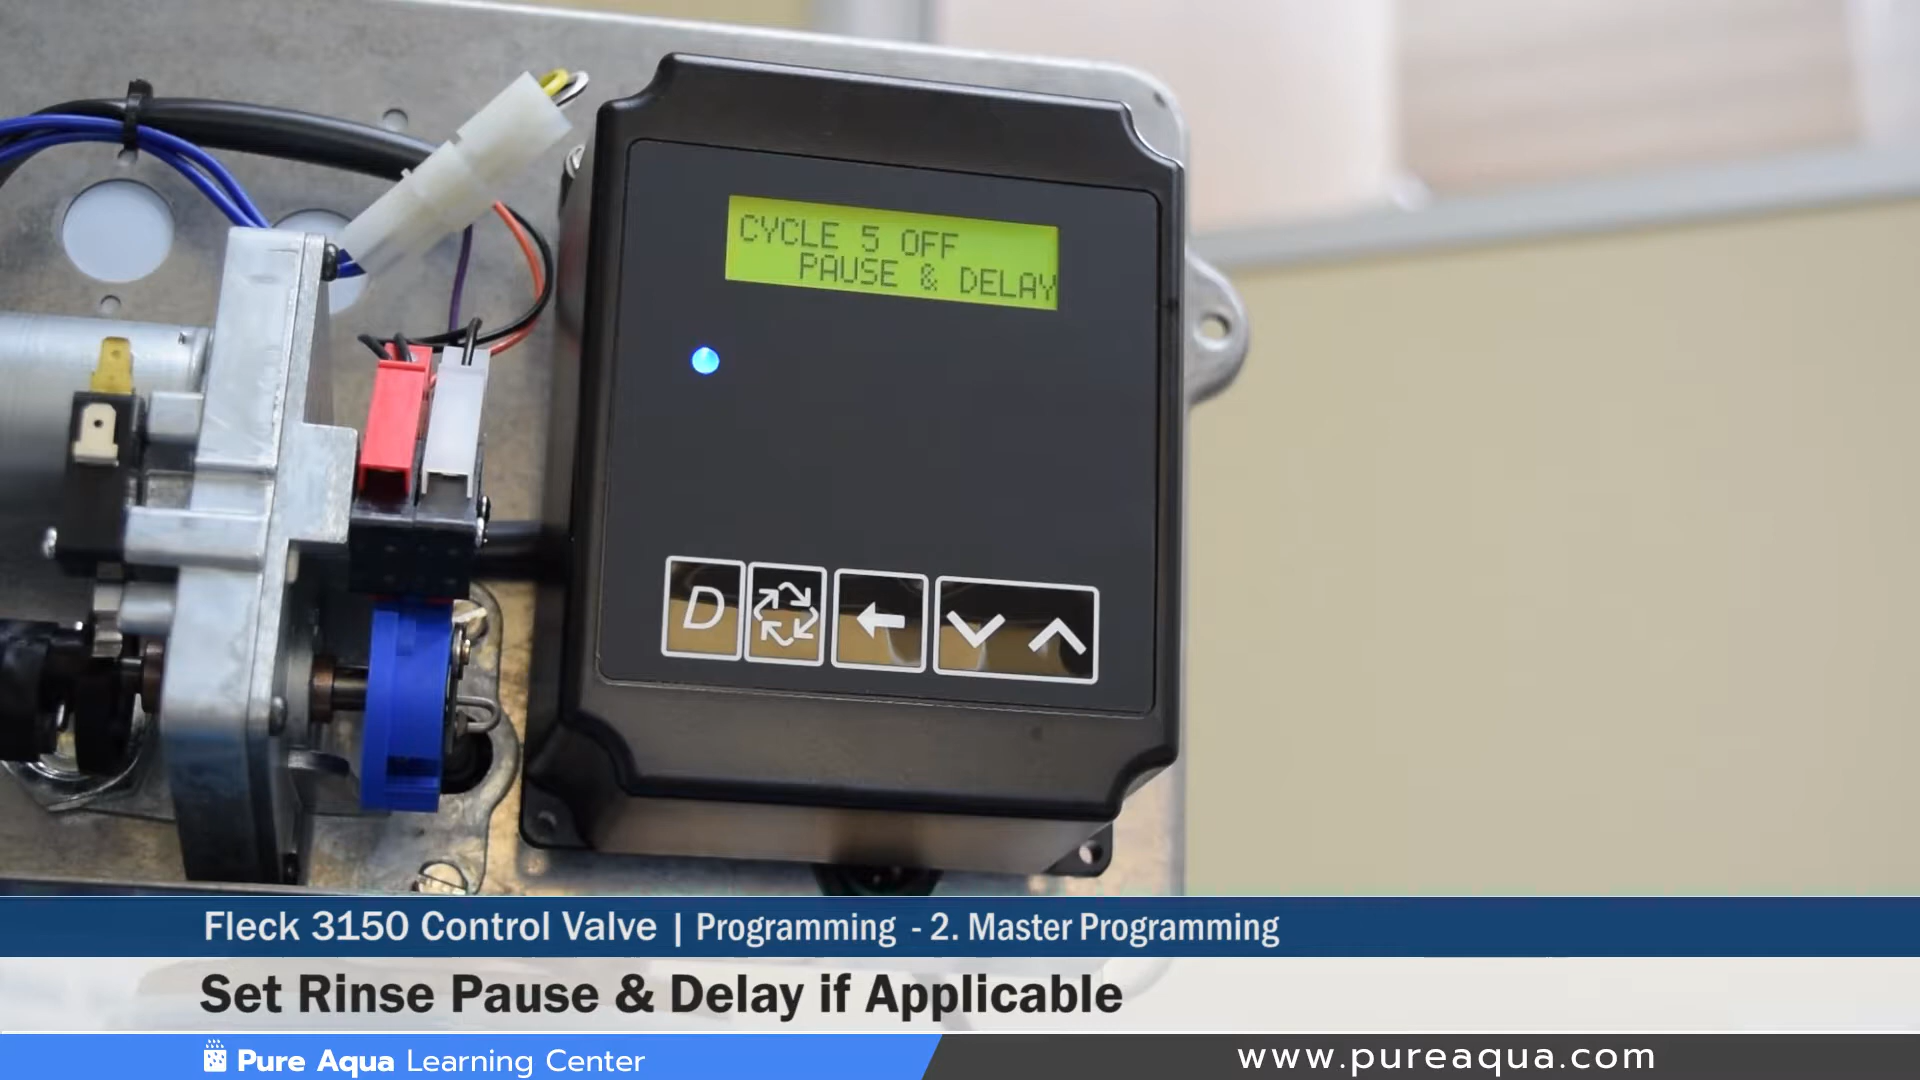 CYCLE 5 OFF
PAUSE & DELAY
D
Fleck 3150 Control Valve | Programming - 2. Master Programming
Set Rinse Pause & Delay if Applicable
Pure Aqua Learning Center
www.pureaqua.com